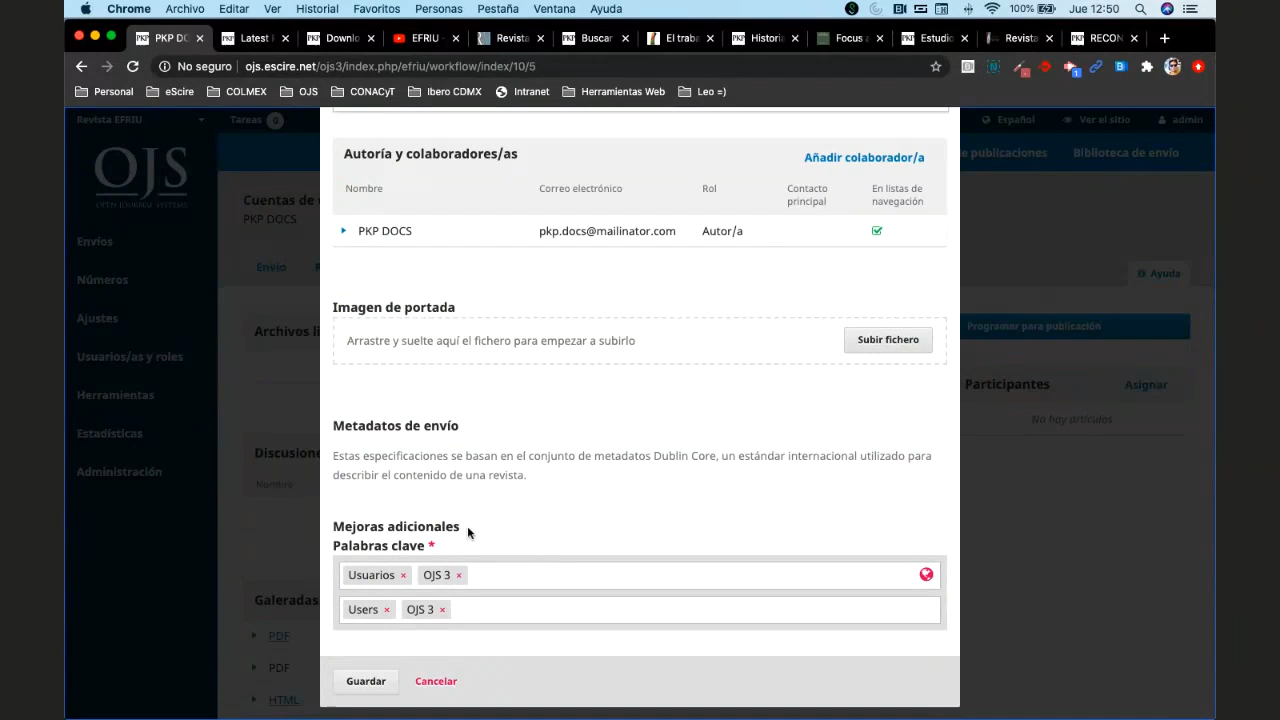 Chrome Archivo Editar Ver Historial Favoritos Personas Pestaña Ventana Ayuda 100% Jue 12:50
PKP DO Latest Downlo EFRIU - Revista Buscar El trab Historia Focus a Estudio Revista RECON
No seguro ojs.escire.net/ojs3/index.php/efriu/workflow/index/10/5
Personal eScire COLMEX OJS CONACyT Ibero CDMX Intranet Herramientas Web Leo =)
Revista EFRIU Tareas 0 Español Ver el sitio admin
OJS
OPEN JOURNAL SYSTEMS
de publicaciones Biblioteca de envío
Cuentas de
PKP DOCS
Envíos
Envío
Ayuda
Números
Ajustes
Archivos li
Programar para publicación
Usuarios/as y roles
Participantes Asignar
Herramientas
No hay artículos
Estadísticas
Discusione
Administración
Nombre
Galeradas
PDF
PDF
HTML
Autoría y colaboradores/as Añadir colaborador/a
Nombre Correo electrónico Rol Contacto principal En listas de navegación
PKP DOCS pkp.docs@mailinator.com Autor/a
Imagen de portada
Arrastre y suelte aquí el fichero para empezar a subirlo Subir fichero
Metadatos de envío
Estas especificaciones se basan en el conjunto de metadatos Dublin Core, un estándar internacional utilizado para
describir el contenido de una revista.
Mejoras adicionales
Palabras clave *
Usuarios × OJS 3 ×
Users × OJS 3 ×
Guardar Cancelar